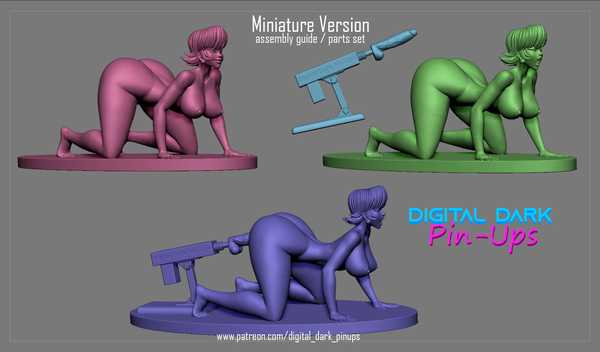 Miniature Version
assembly guide / parts set
DIGITAL DARK
Pin-Ups
www.patreon.com/digital_dark_pinups